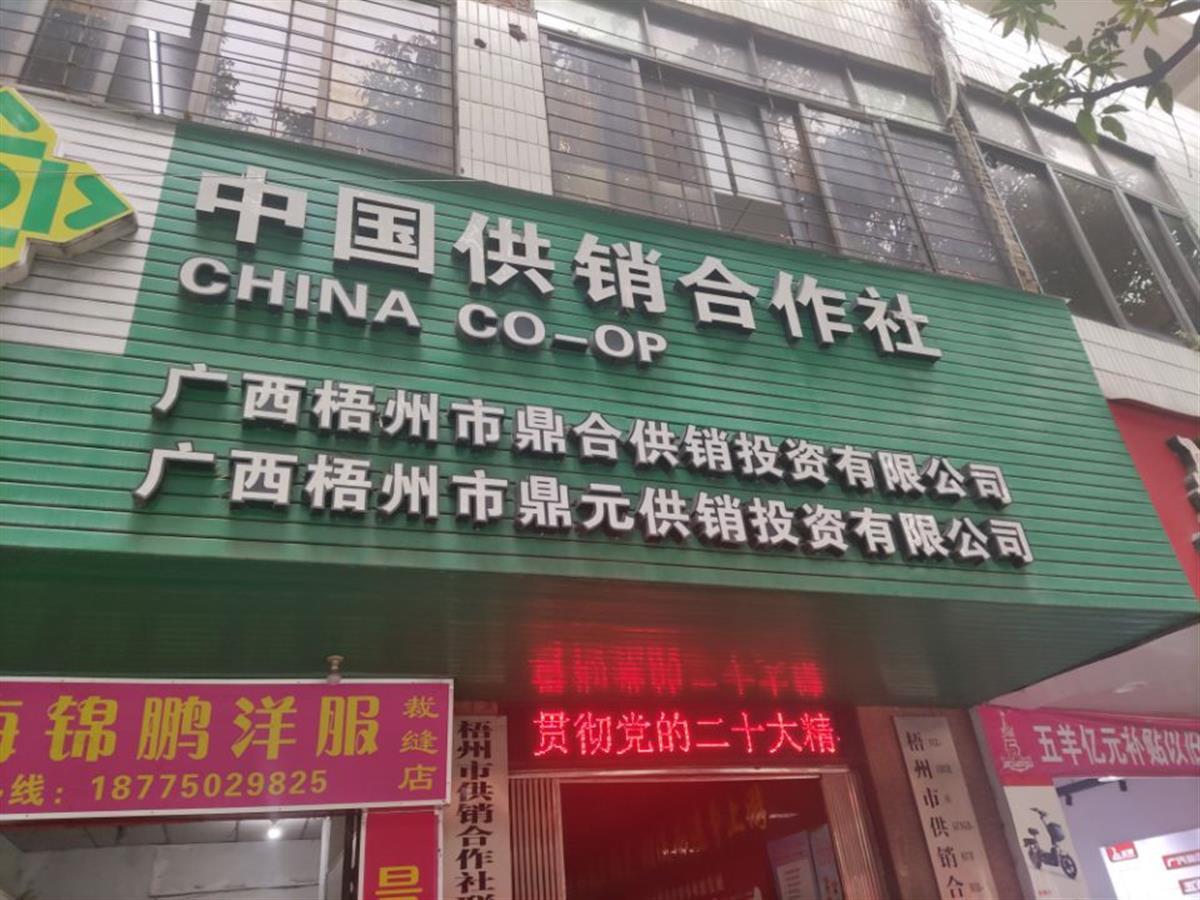 中国供销合作社
CHINA CO-OP
广西梧州市鼎合供销投资有限公司
广西梧州市鼎元供销投资有限公司
贯彻党的二十大精
海锦鹏洋服
裁缝店
线：18775029825
梧州市供销合作社
梧州市供销合
五羊亿元补贴以